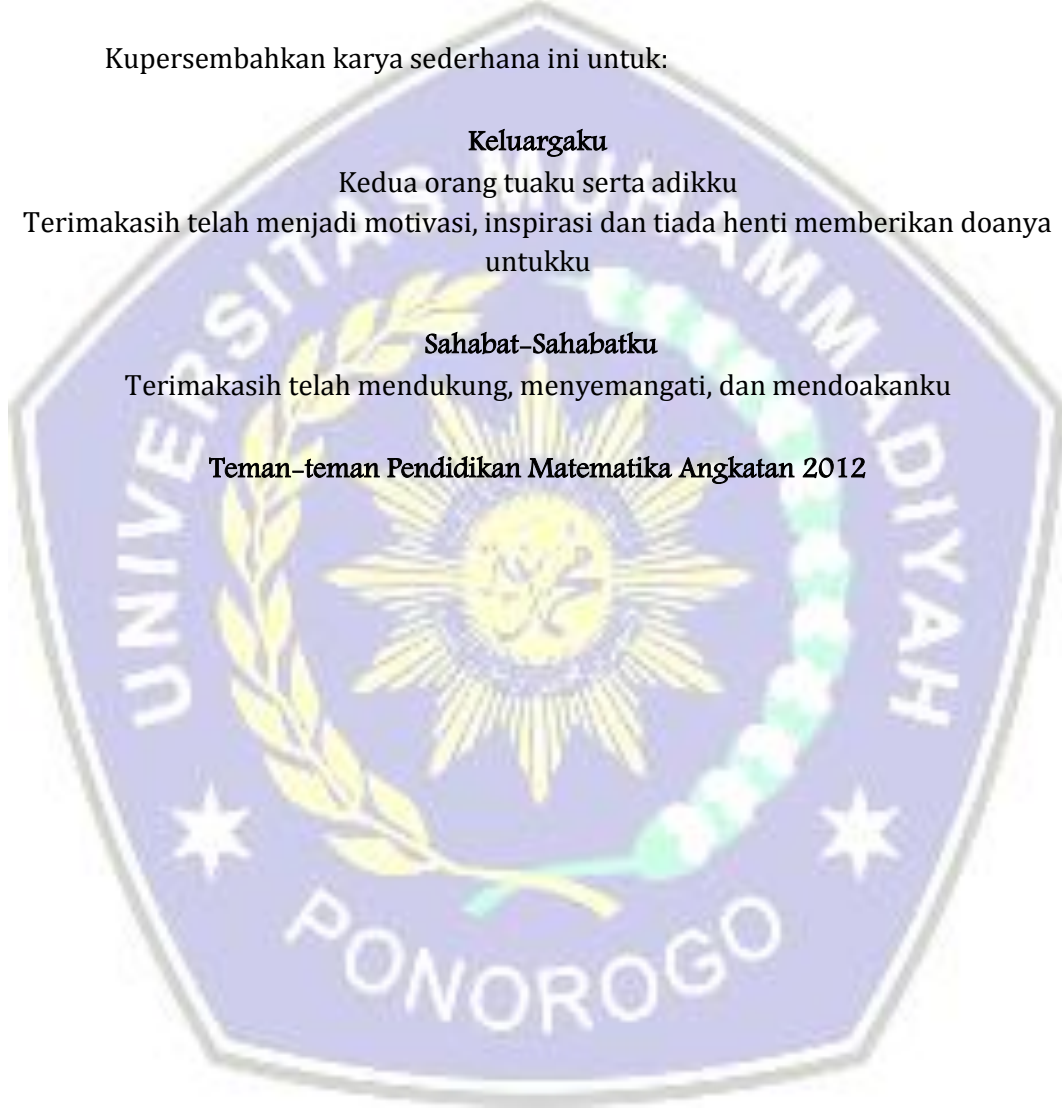 Kupersembahkan karya sederhana ini untuk:
Keluargaku
Kedua orang tuaku serta adikku
Terimakasih telah menjadi motivasi, inspirasi dan tiada henti memberikan doanya
untukku
Sahabat-Sahabatku
Terimakasih telah mendukung, menyemangati, dan mendoakanku
Teman-teman Pendidikan Matematika Angkatan 2012
UNIVERSITAS MUHAMMADIYAH
PONOROGO